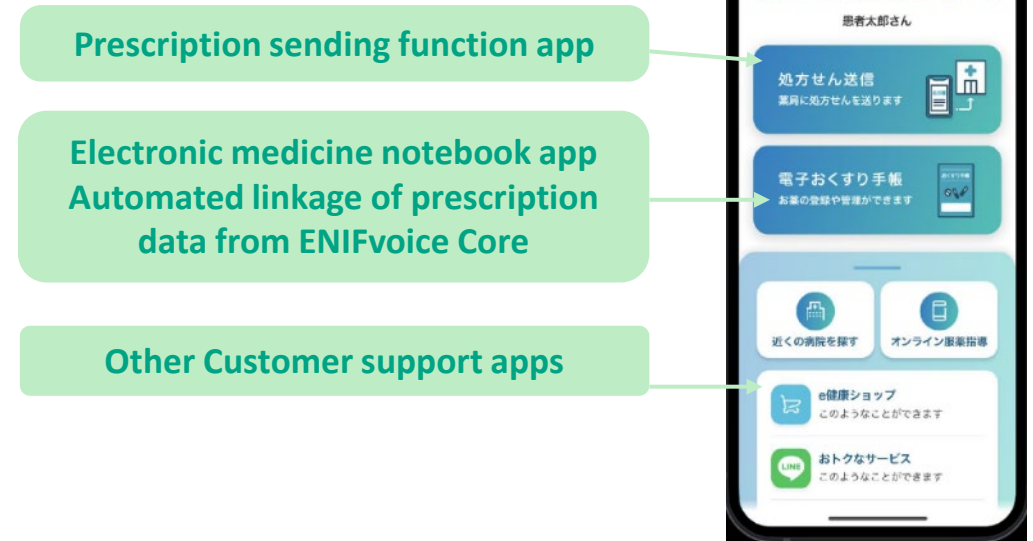 Prescription sending function app
Electronic medicine notebook app
Automated linkage of prescription
data from ENIFvoice Core
Other Customer support apps
患者太郎さん
処方せん送信
薬局に処方せんを送ります
電子おくすり手帳
お薬の登録や管理ができます
おくすり手帳
近くの病院を探す
オンライン服薬指導
e健康ショップ
このようなことができます
LINE
おトクなサービス
このようなことができます